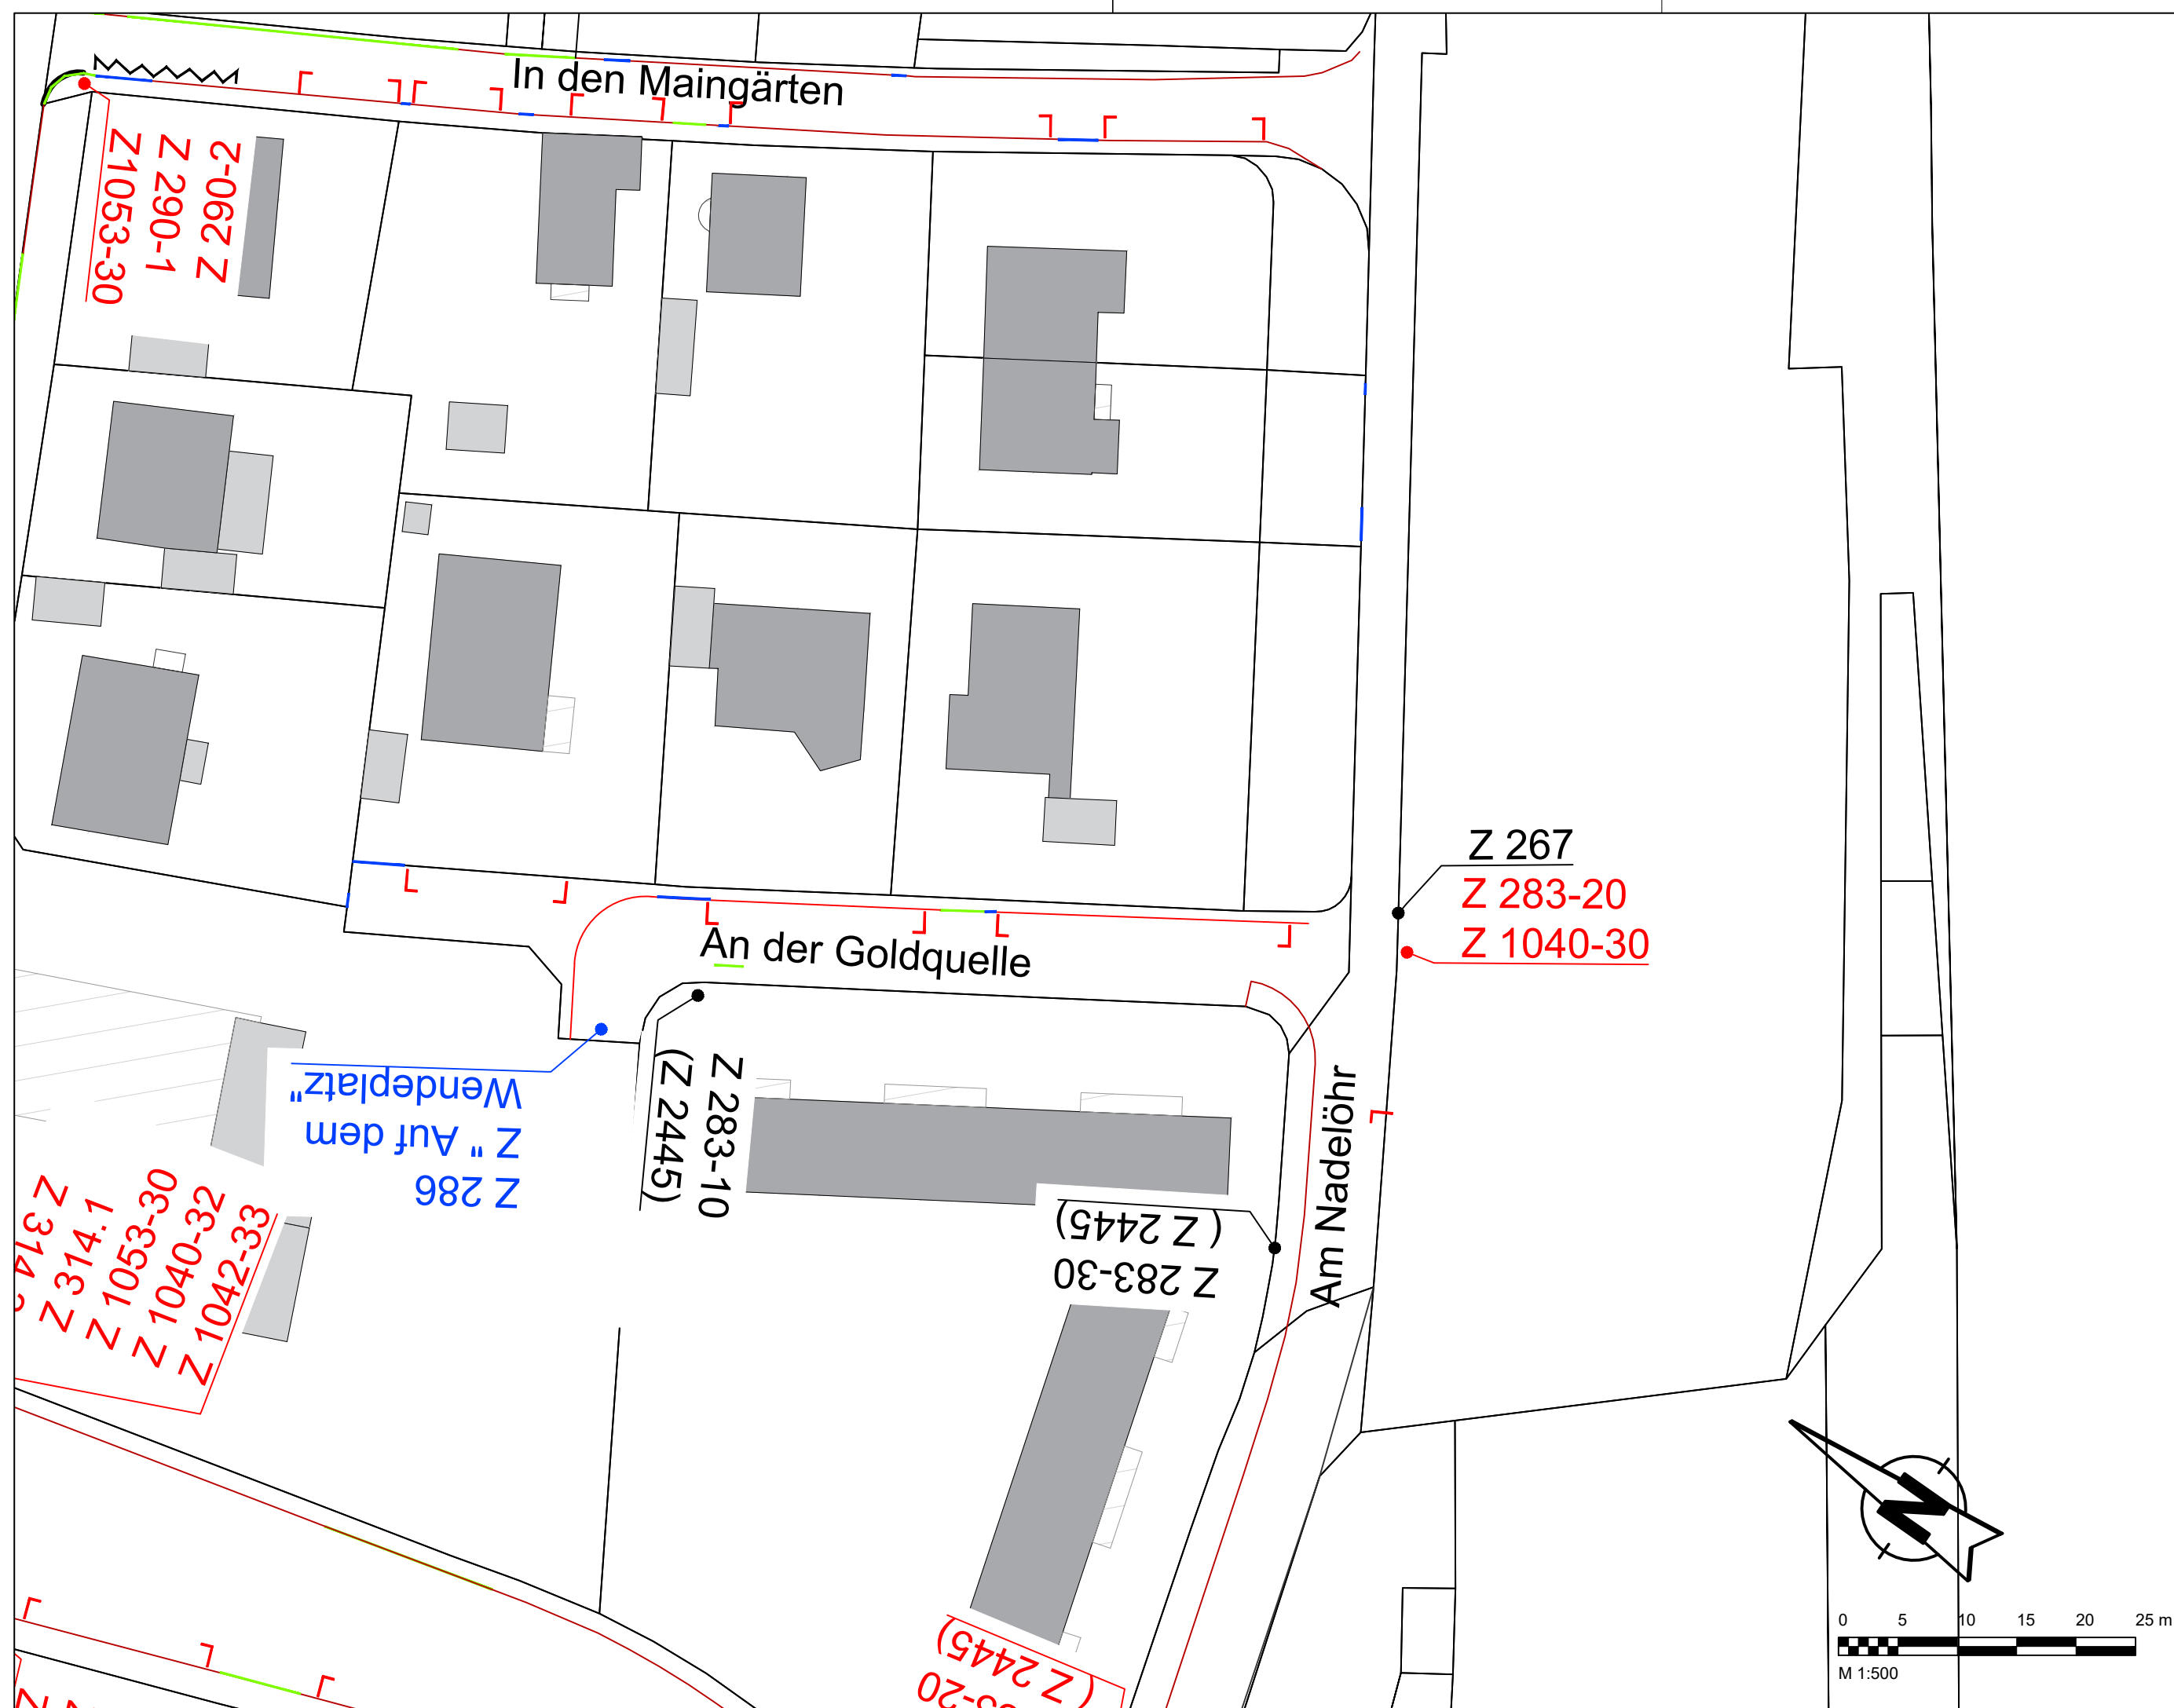 In den Maingärten
Z1053-30
Z 290-1
Z 290-2
Z 267
Z 283-20
Z 1040-30
An der Goldquelle
Z 286
Z " Auf dem
Wendeplatz"
Z 283-10
(Z 2445)
Am Nadelöhr
Z 283-30
( Z 2445)
Z 314
Z 314.1
Z 1053-30
Z 1040-32
Z 1042-33
( Z 2445)
N
0 5 10 15 20 25 m
M 1:500